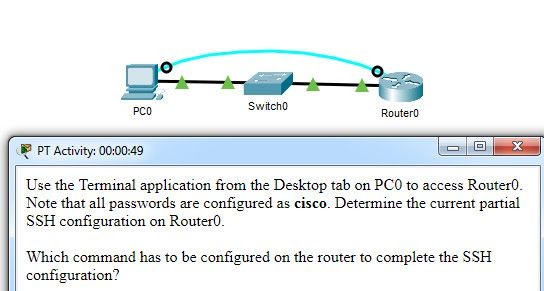 PC0
Switch0
Router0
PT Activity: 00:00:49
Use the Terminal application from the Desktop tab on PC0 to access Router0.
Note that all passwords are configured as cisco. Determine the current partial
SSH configuration on Router0.
Which command has to be configured on the router to complete the SSH
configuration?